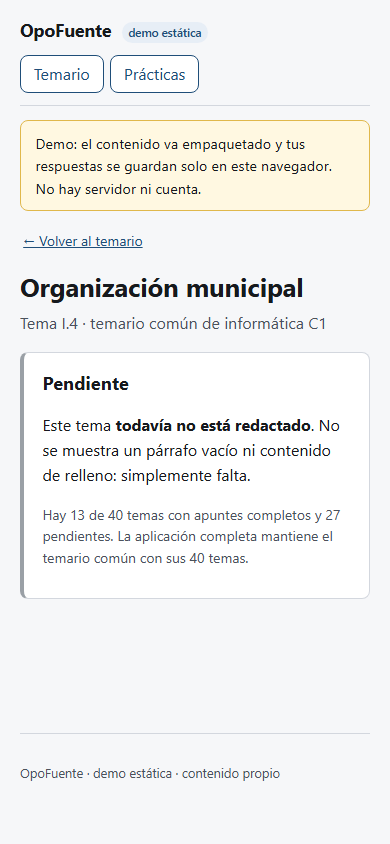 OpoFuente demo estática
Temario Prácticas
Demo: el contenido va empaquetado y tus
respuestas se guardan solo en este navegador.
No hay servidor ni cuenta.
← Volver al temario
Organización municipal
Tema I.4 · temario común de informática C1
Pendiente
Este tema todavía no está redactado. No
se muestra un párrafo vacío ni contenido
de relleno: simplemente falta.
Hay 13 de 40 temas con apuntes completos y 27
pendientes. La aplicación completa mantiene el
temario común con sus 40 temas.
OpoFuente · demo estática · contenido propio